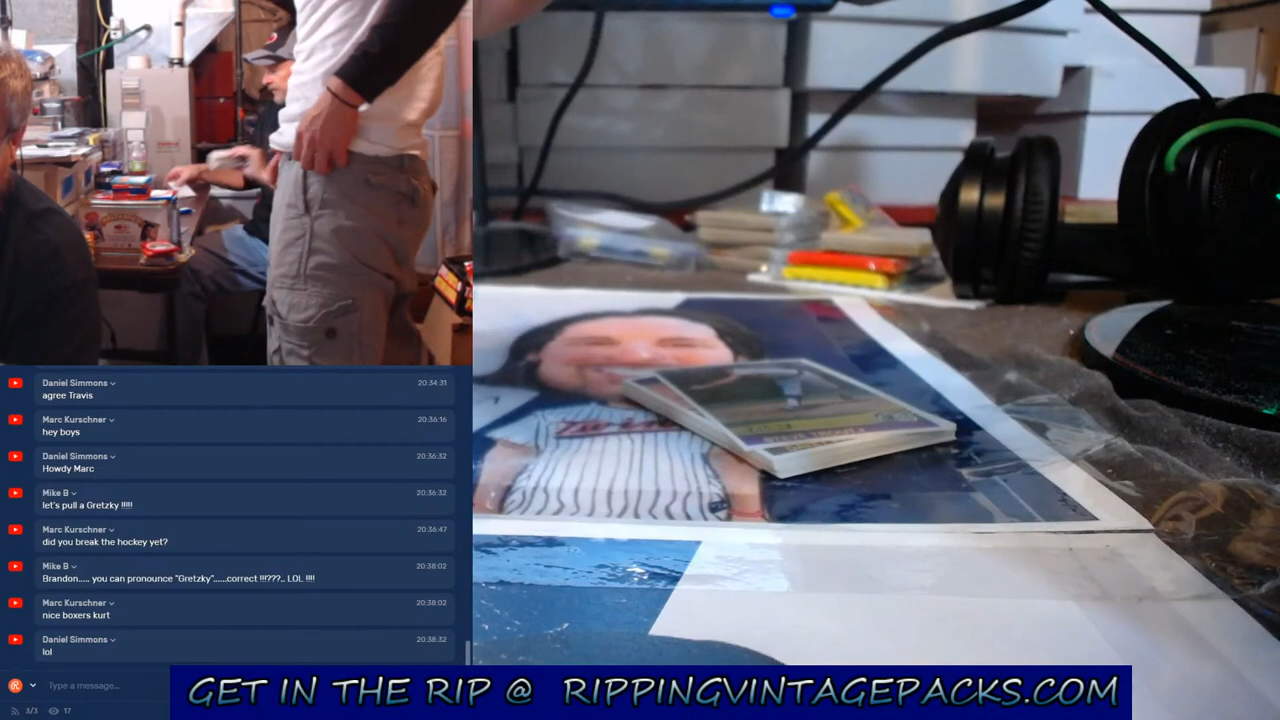 Daniel Simmons
20:34:31
agree Travis
Marc Kurschner
20:36:16
hey boys
Daniel Simmons
20:36:32
Howdy Marc
Mike B
20:36:32
let's pull a Gretzky !!!!!
Marc Kurschner
20:36:47
did you break the hockey yet?
Mike B
20:38:02
Brandon..... you can pronounce "Gretzky"......correct !!!???.. LOL !!!!
Marc Kurschner
20:38:02
nice boxers kurt
Daniel Simmons
20:38:32
lol
Type a message...
3/3 17
GET IN THE RIP @ RIPPINGVINTAGEPACKS.COM